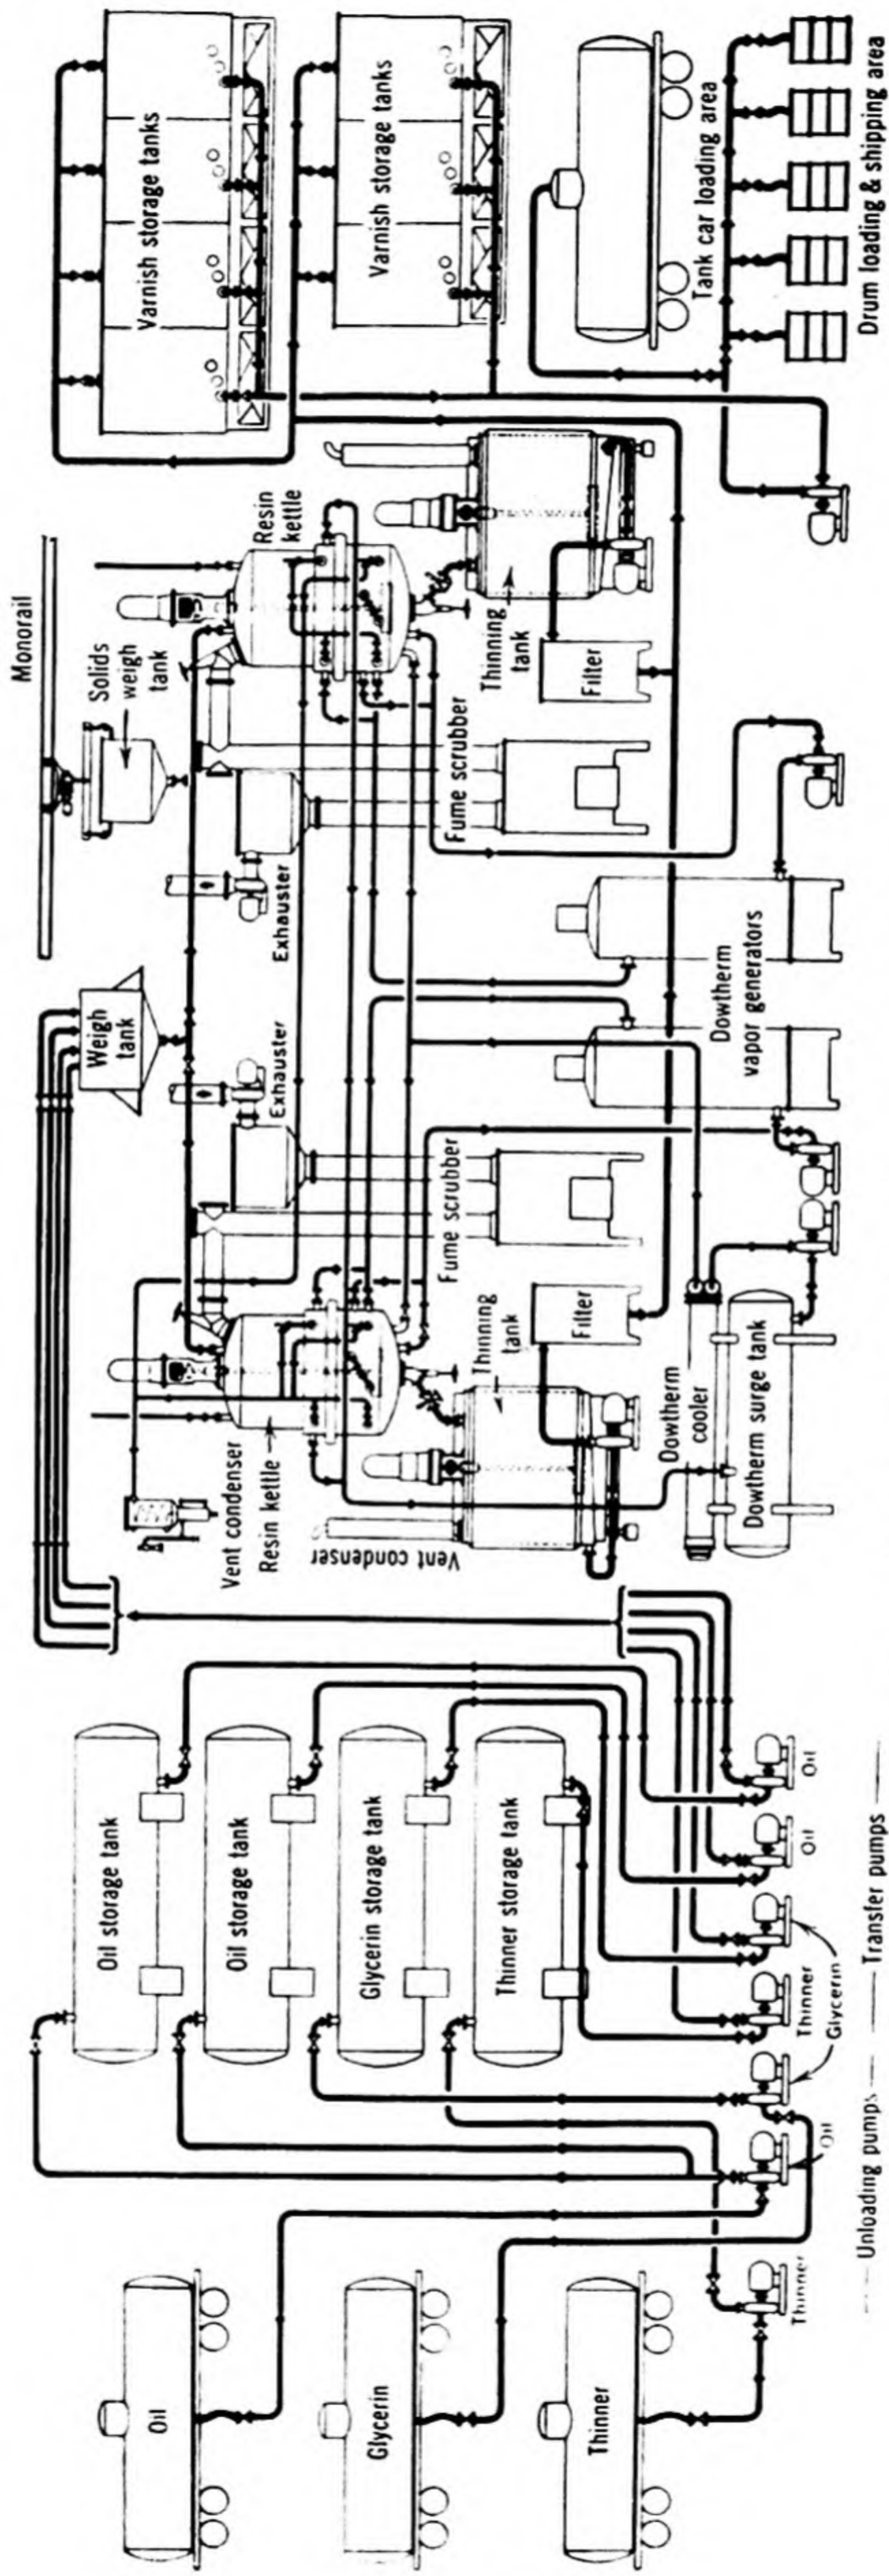 Oil
Glycerin
Thinner
Oil storage tank
Oil storage tank
Glycerin storage tank
Thinner storage tank
Thinner
Oil
Glycerin
Thinner
Oil
Oil
Unloading pumps
Transfer pumps
Vent condenser
Resin kettle
Vent condenser
Thinning
tank
Filter
Dowtherm
cooler
Dowtherm surge tank
Fume scrubber
Exhauster
Weigh
tank
Monorail
Solids
weigh
tank
Exhauster
Fume scrubber
Dowtherm
vapor generators
Resin
kettle
Thinning
tank
Filter
Varnish storage tanks
Varnish storage tanks
Tank car loading area
Drum loading & shipping area